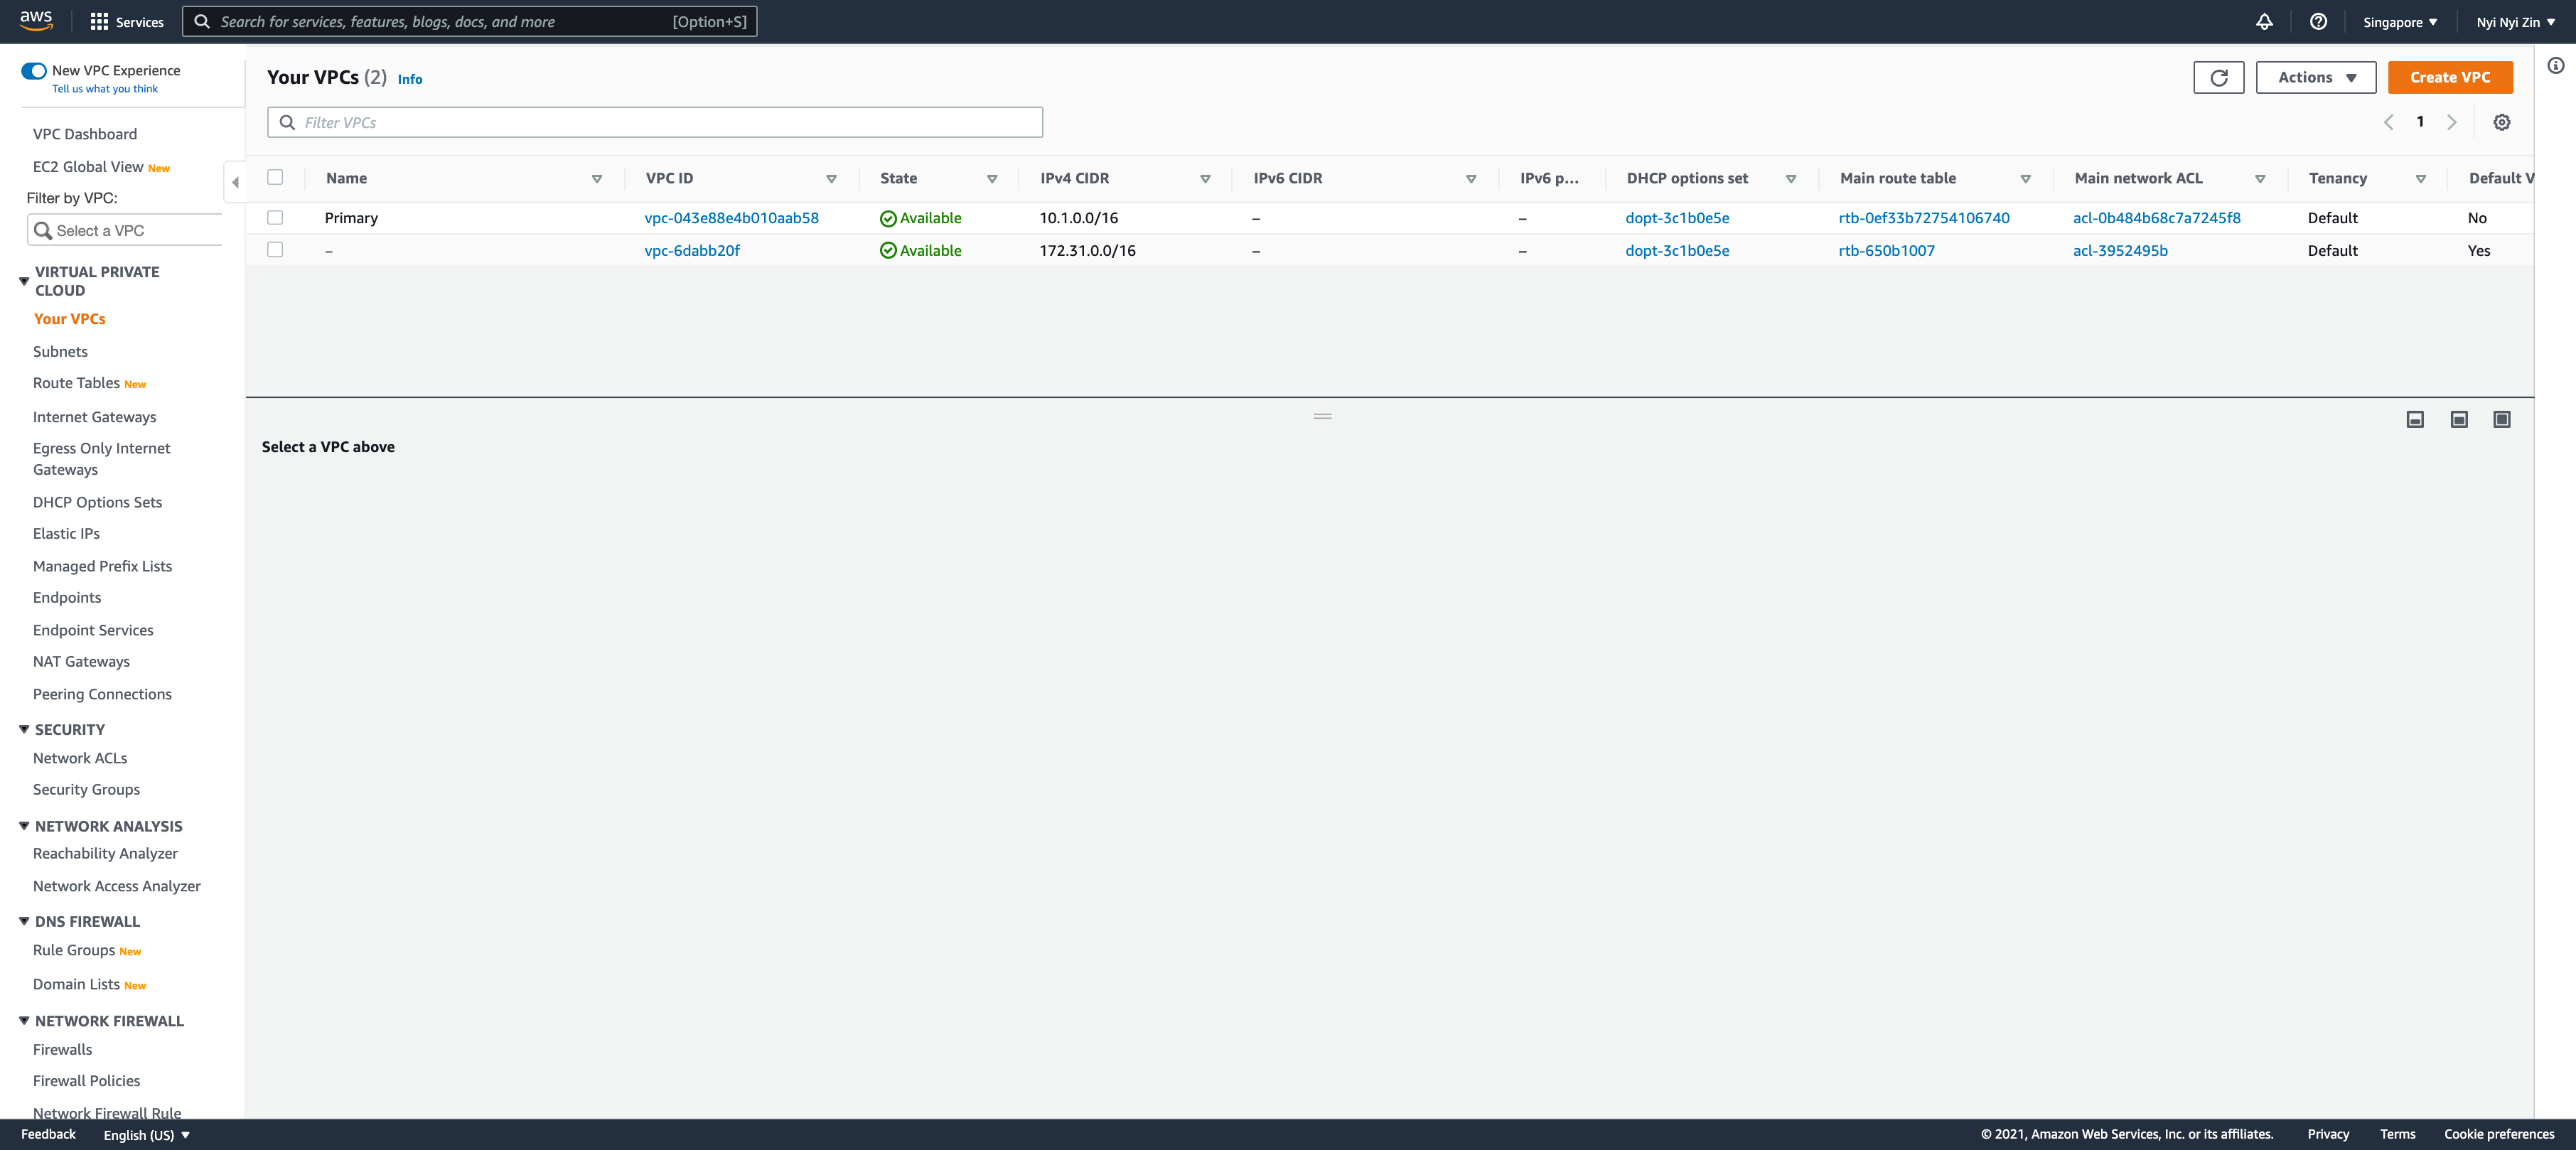 aws
Services
Search for services, features, blogs, docs, and more
[Option+S]
Singapore
Nyi Nyi Zin
New VPC Experience
Tell us what you think
VPC Dashboard
EC2 Global View New
Filter by VPC:
Select a VPC
VIRTUAL PRIVATE
CLOUD
Your VPCs
Subnets
Route Tables New
Internet Gateways
Egress Only Internet
Gateways
DHCP Options Sets
Elastic IPs
Managed Prefix Lists
Endpoints
Endpoint Services
NAT Gateways
Peering Connections
SECURITY
Network ACLs
Security Groups
NETWORK ANALYSIS
Reachability Analyzer
Network Access Analyzer
DNS FIREWALL
Rule Groups New
Domain Lists New
NETWORK FIREWALL
Firewalls
Firewall Policies
Network Firewall Rule
Your VPCs (2) Info
Actions
Create VPC
Filter VPCs
1
Name VPC ID State IPv4 CIDR IPv6 CIDR IPv6 p... DHCP options set Main route table Main network ACL Tenancy Default V
Primary vpc-043e88e4b010aab58 Available 10.1.0.0/16 – – dopt-3c1b0e5e rtb-0ef33b72754106740 acl-0b484b68c7a7245f8 Default No
– vpc-6dabb20f Available 172.31.0.0/16 – – dopt-3c1b0e5e rtb-650b1007 acl-3952495b Default Yes
Select a VPC above
Feedback
English (US)
© 2021, Amazon Web Services, Inc. or its affiliates.
Privacy
Terms
Cookie preferences